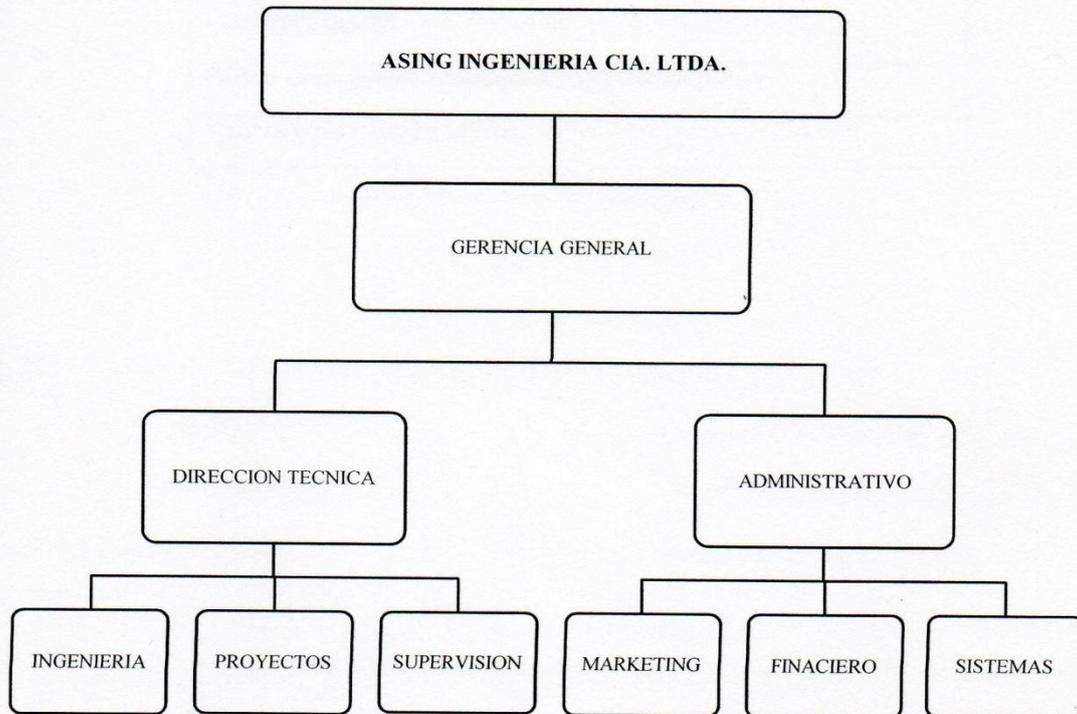 ASING INGENIERIA CIA. LTDA.
GERENCIA GENERAL
DIRECCION TECNICA
ADMINISTRATIVO
INGENIERIA
PROYECTOS
SUPERVISION
MARKETING
FINACIERO
SISTEMAS